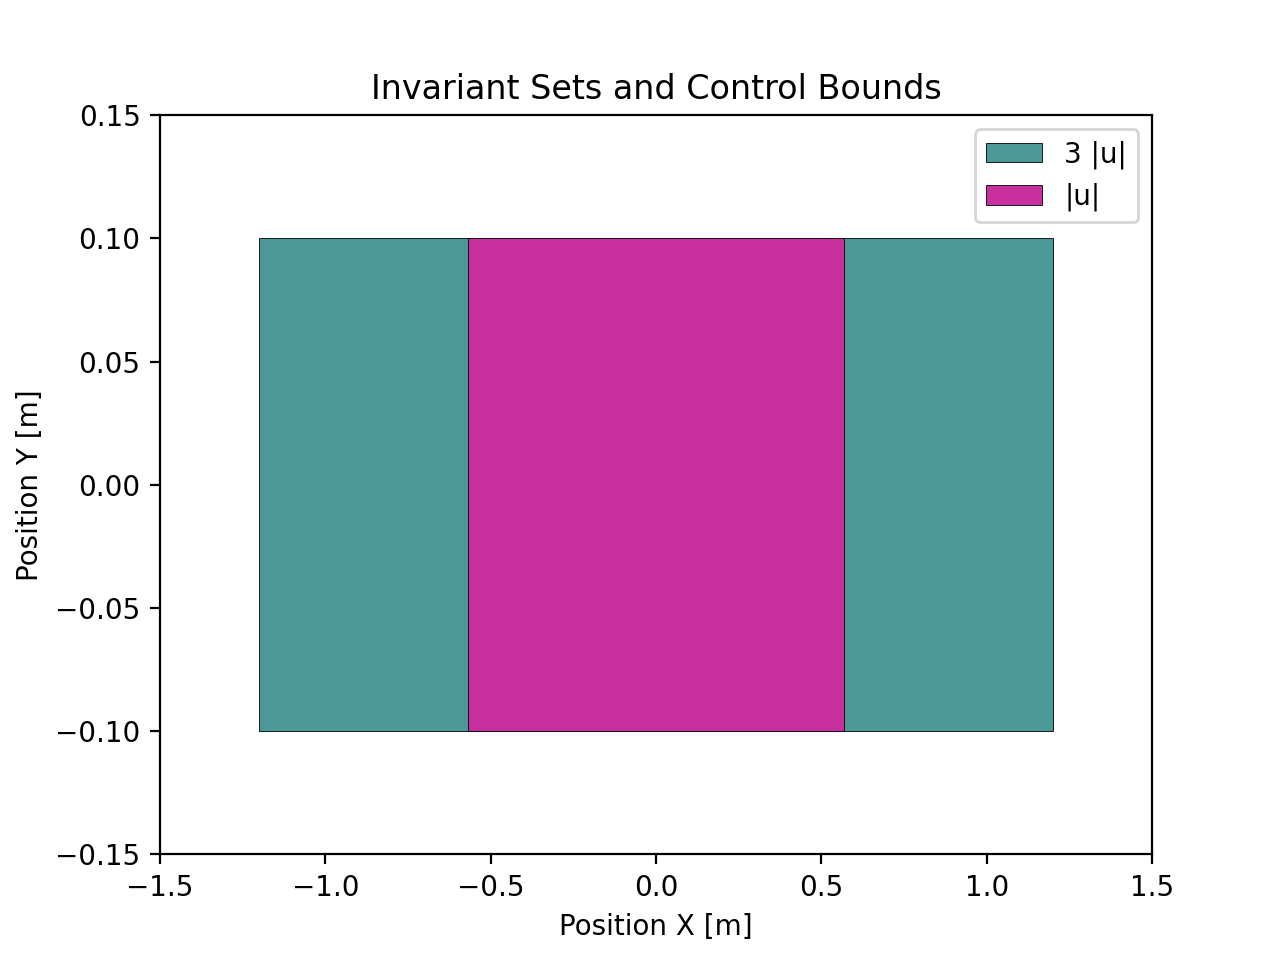 Invariant Sets and Control Bounds
3 |u|
|u|
0.15
0.10
0.05
0.00
−0.05
−0.10
−0.15
Position Y [m]
−1.5
−1.0
−0.5
0.0
0.5
1.0
1.5
Position X [m]